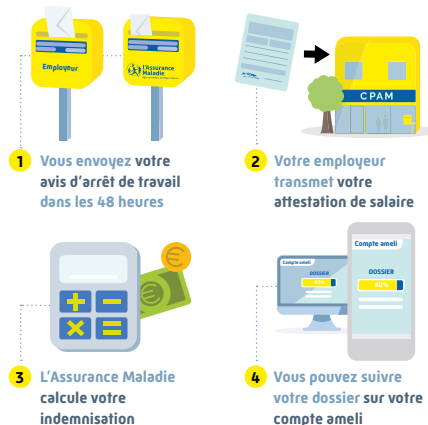 Employeur
l'Assurance
Maladie
CPAM
1 Vous envoyez votre
avis d'arrêt de travail
dans les 48 heures
2 Votre employeur
transmet votre
attestation de salaire
Compte ameli
DOSSIER
80%
Compte ameli
DOSSIER
80%
3 L'Assurance Maladie
calcule votre
indemnisation
4 Vous pouvez suivre
votre dossier sur votre
compte ameli